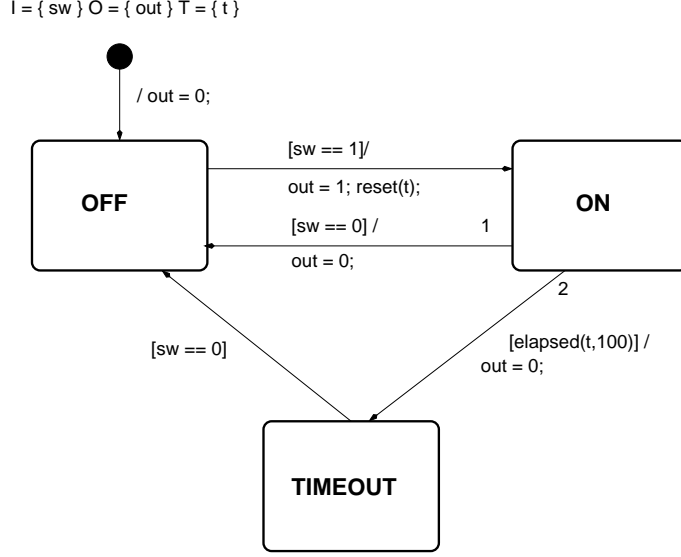 I = { sw } O = { out } T = { t }
/ out = 0;
[sw == 1]/
out = 1; reset(t);
OFF
ON
[sw == 0] /
1
out = 0;
2
[sw == 0]
[elapsed(t,100)] /
out = 0;
TIMEOUT